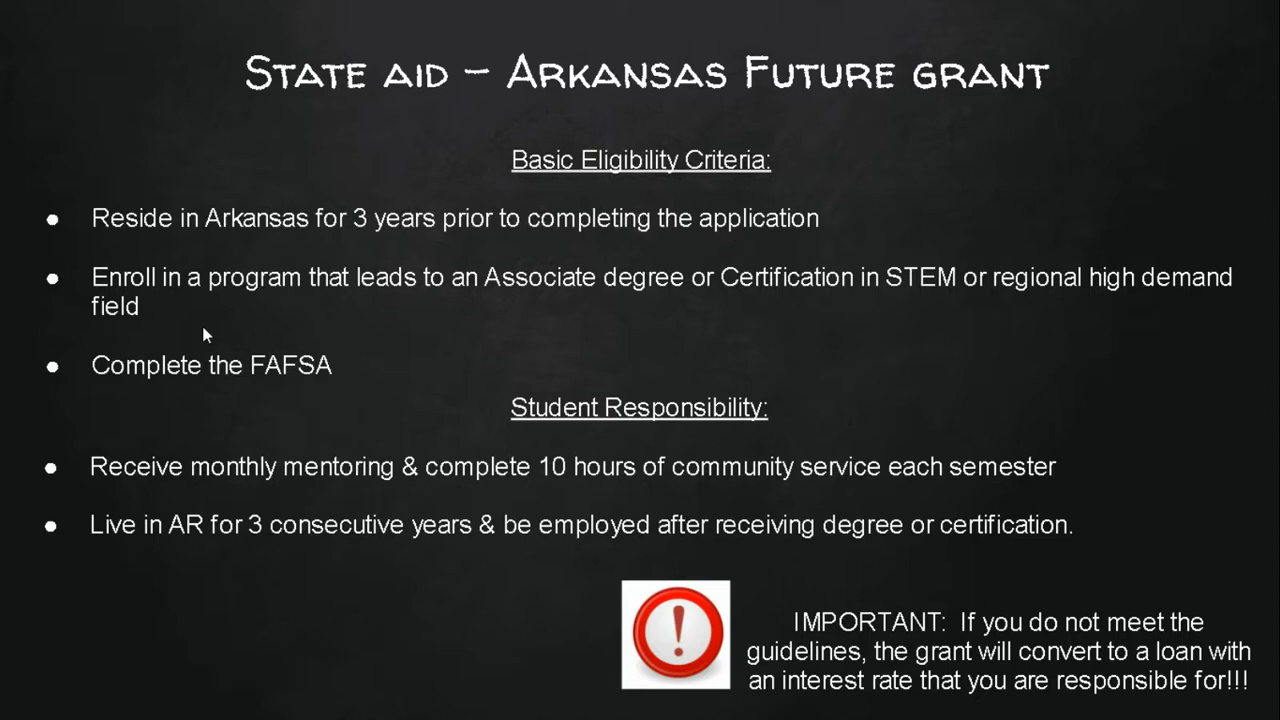 State aid – Arkansas Future grant
Basic Eligibility Criteria:
● Reside in Arkansas for 3 years prior to completing the application
● Enroll in a program that leads to an Associate degree or Certification in STEM or regional high demand
field
● Complete the FAFSA
Student Responsibility:
● Receive monthly mentoring & complete 10 hours of community service each semester
● Live in AR for 3 consecutive years & be employed after receiving degree or certification.
IMPORTANT: If you do not meet the
guidelines, the grant will convert to a loan with
an interest rate that you are responsible for!!!